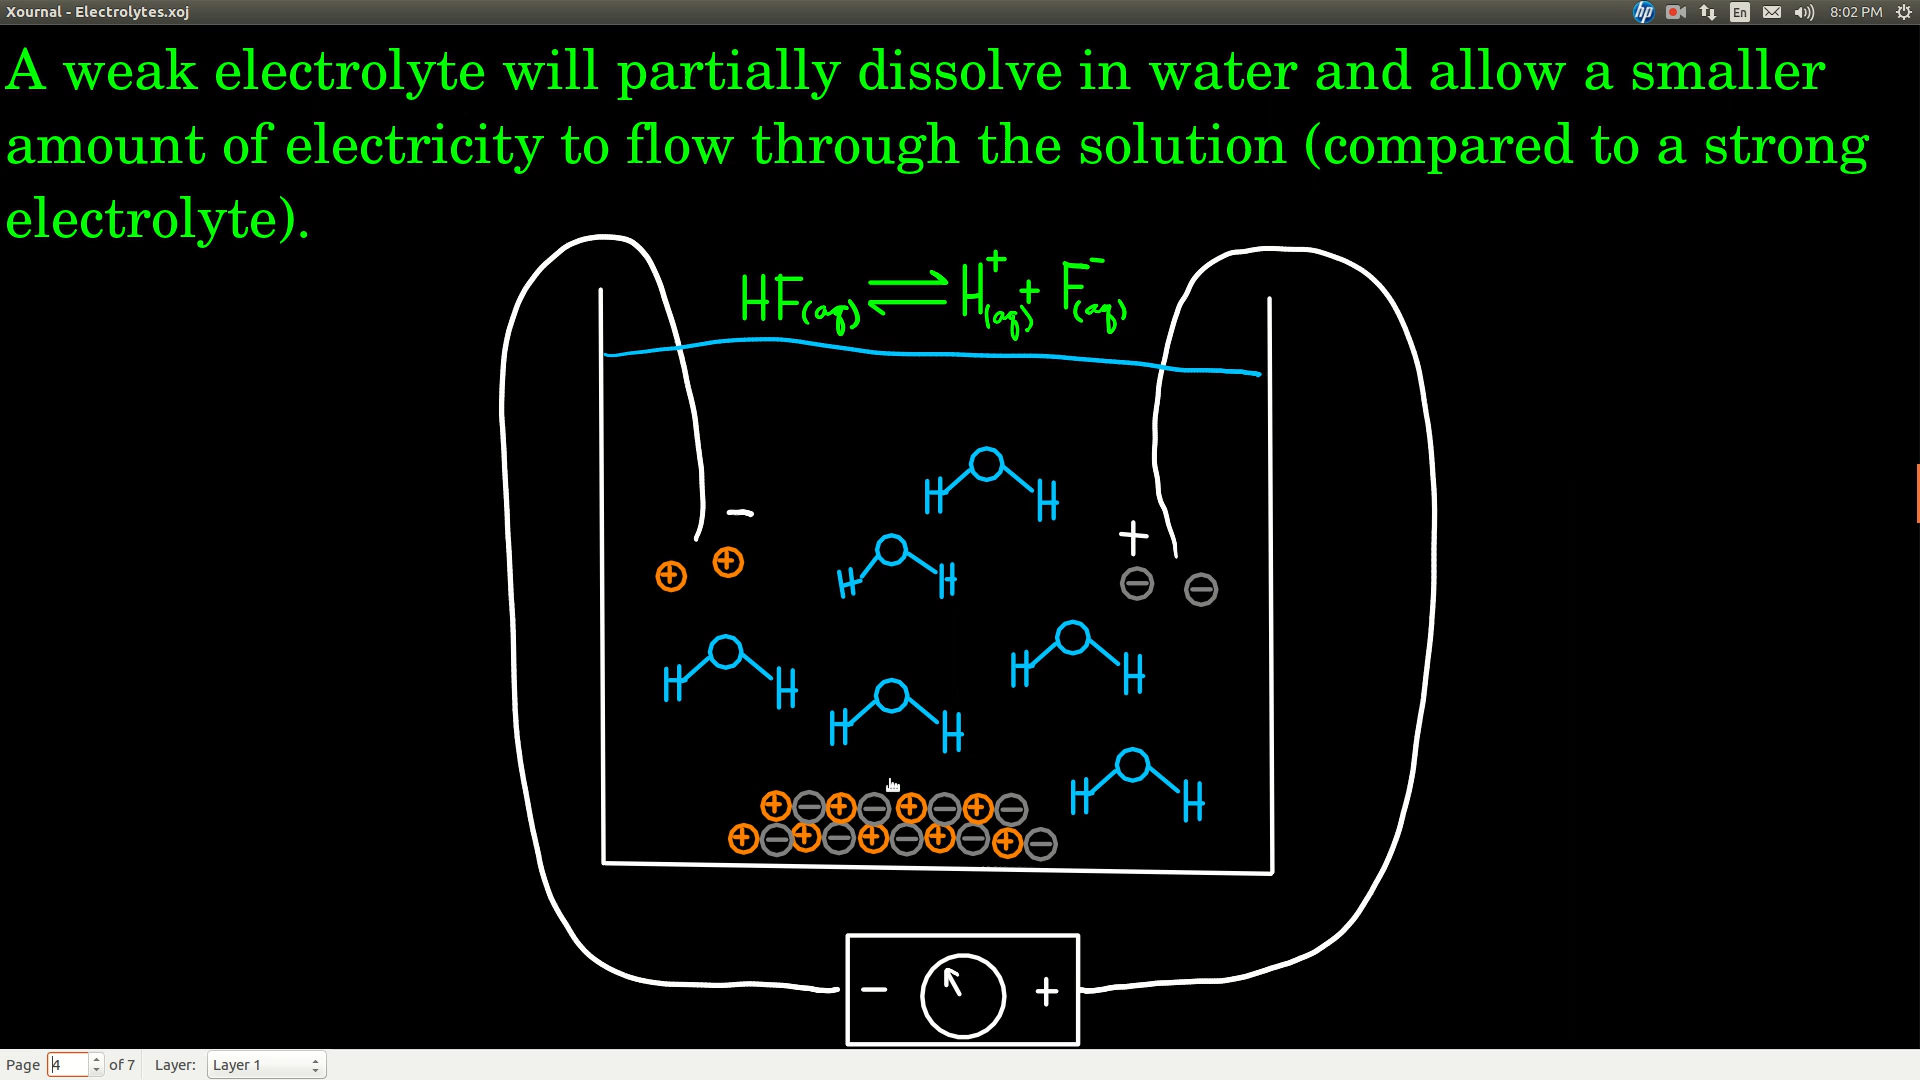 Xournal - Electrolytes.xoj
hp En 8:02 PM
A weak electrolyte will partially dissolve in water and allow a smaller
amount of electricity to flow through the solution (compared to a strong
electrolyte).
HF(aq) ⇌ H⁺(aq) + F⁻(aq)
H O H
H O H
− +
+ + − −
H O H
H O H
H O H
H O H
+ − + − + − + −
+ − + − + − + − + −
− +
Page 4 of 7 Layer: Layer 1